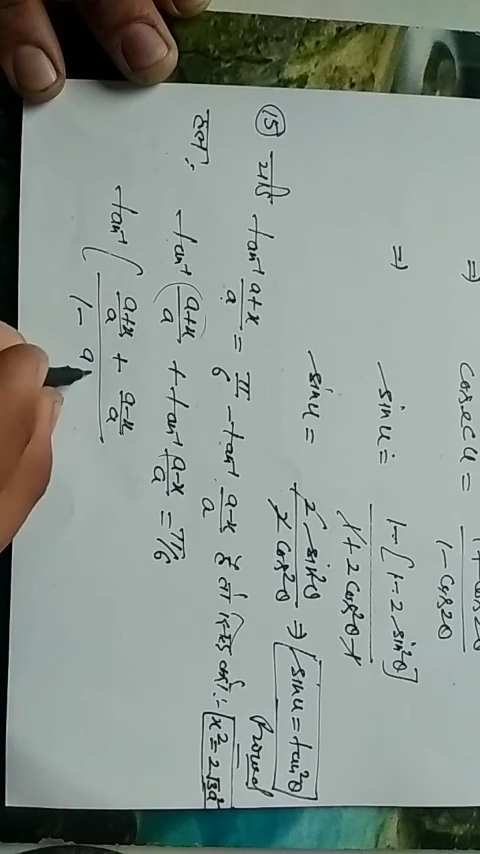 ⇒ cosec u = 1+cos2θ / 1-cos2θ
⇒ sin u = 1-[1-2sin²θ] / 1+2cos²θ-1
sin u = 2sin²θ / 2cos²θ ⇒ sin u = tan²θ Proved
(15) यदि tan⁻¹ a+x/a = π/6 - tan⁻¹ a-x/a है तो सिद्ध करो :- x² = 2√3a²
हल :- tan⁻¹(a+x/a) + tan⁻¹ a-x/a = π/6
tan⁻¹( a+x/a + a-x/a / 1- a